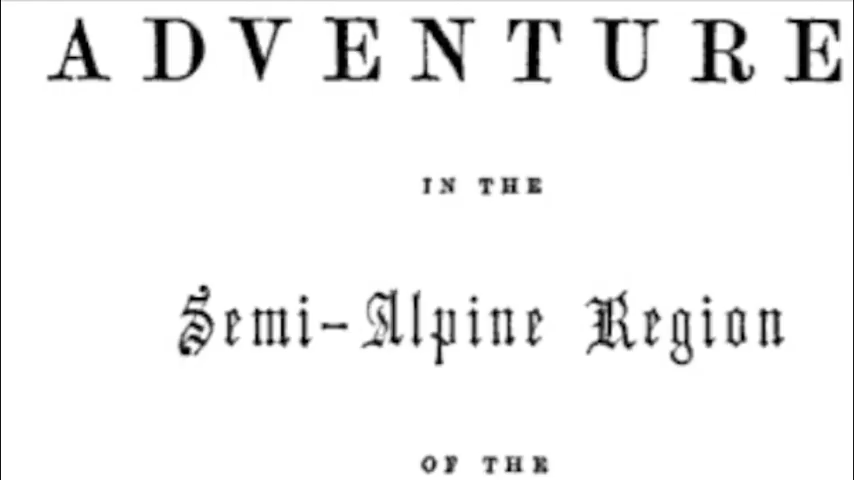 ADVENTURE
IN THE
Semi-Alpine Region
OF THE